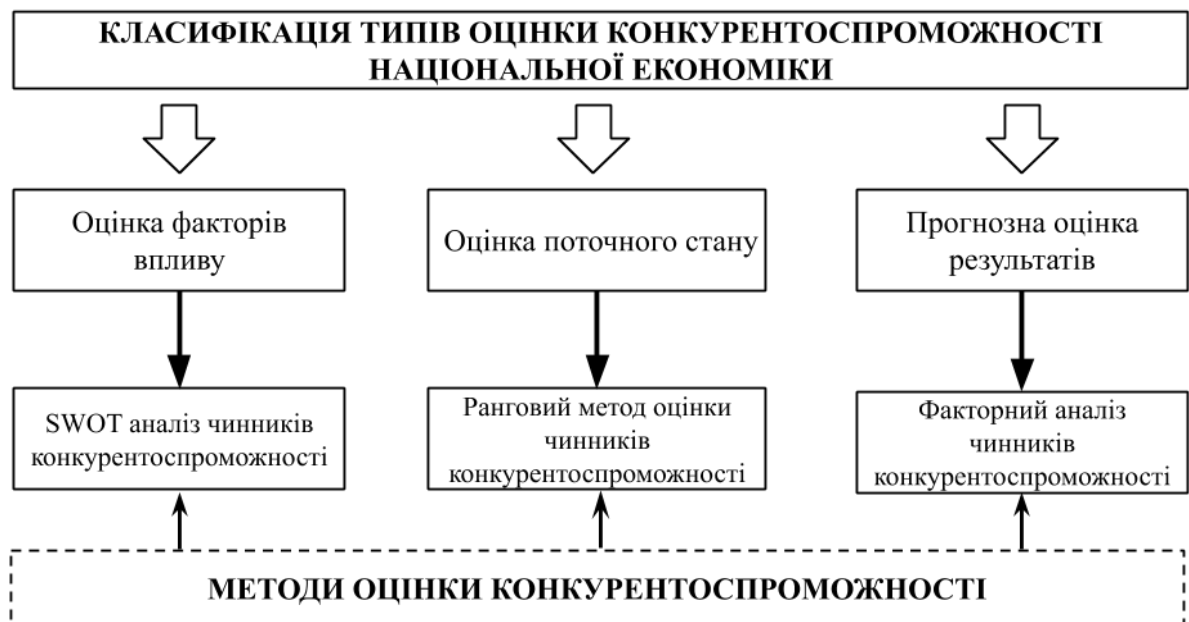 КЛАСИФІКАЦІЯ ТИПІВ ОЦІНКИ КОНКУРЕНТОСПРОМОЖНОСТІ
НАЦІОНАЛЬНОЇ ЕКОНОМІКИ
Оцінка факторів
впливу
Оцінка поточного стану
Прогнозна оцінка
результатів
SWOT аналіз чинників
конкурентоспроможності
Ранговий метод оцінки
чинників
конкурентоспроможності
Факторний аналіз
чинників
конкурентоспроможності
МЕТОДИ ОЦІНКИ КОНКУРЕНТОСПРОМОЖНОСТІ